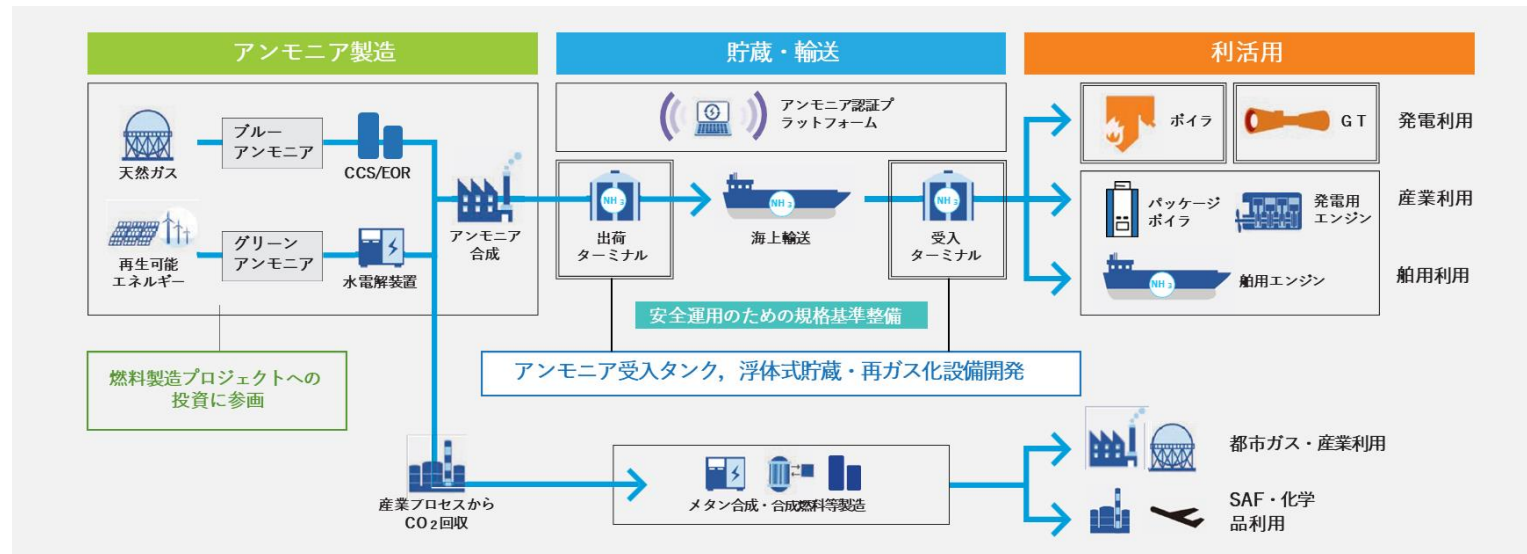 アンモニア製造
貯蔵・輸送
利活用
天然ガス
ブルー
アンモニア
CCS/EOR
再生可能
エネルギー
グリーン
アンモニア
水電解装置
アンモニア
合成
アンモニア認証プ
ラットフォーム
NH3
出荷
ターミナル
NH3
海上輸送
NH3
受入
ターミナル
ボイラ
GT
発電利用
パッケージ
ボイラ
発電用
エンジン
産業利用
NH3
舶用エンジン
舶用利用
安全運用のための規格基準整備
アンモニア受入タンク，浮体式貯蔵・再ガス化設備開発
燃料製造プロジェクトへの
投資に参画
産業プロセスから
CO2回収
メタン合成・合成燃料等製造
都市ガス・産業利用
SAF・化学
品利用